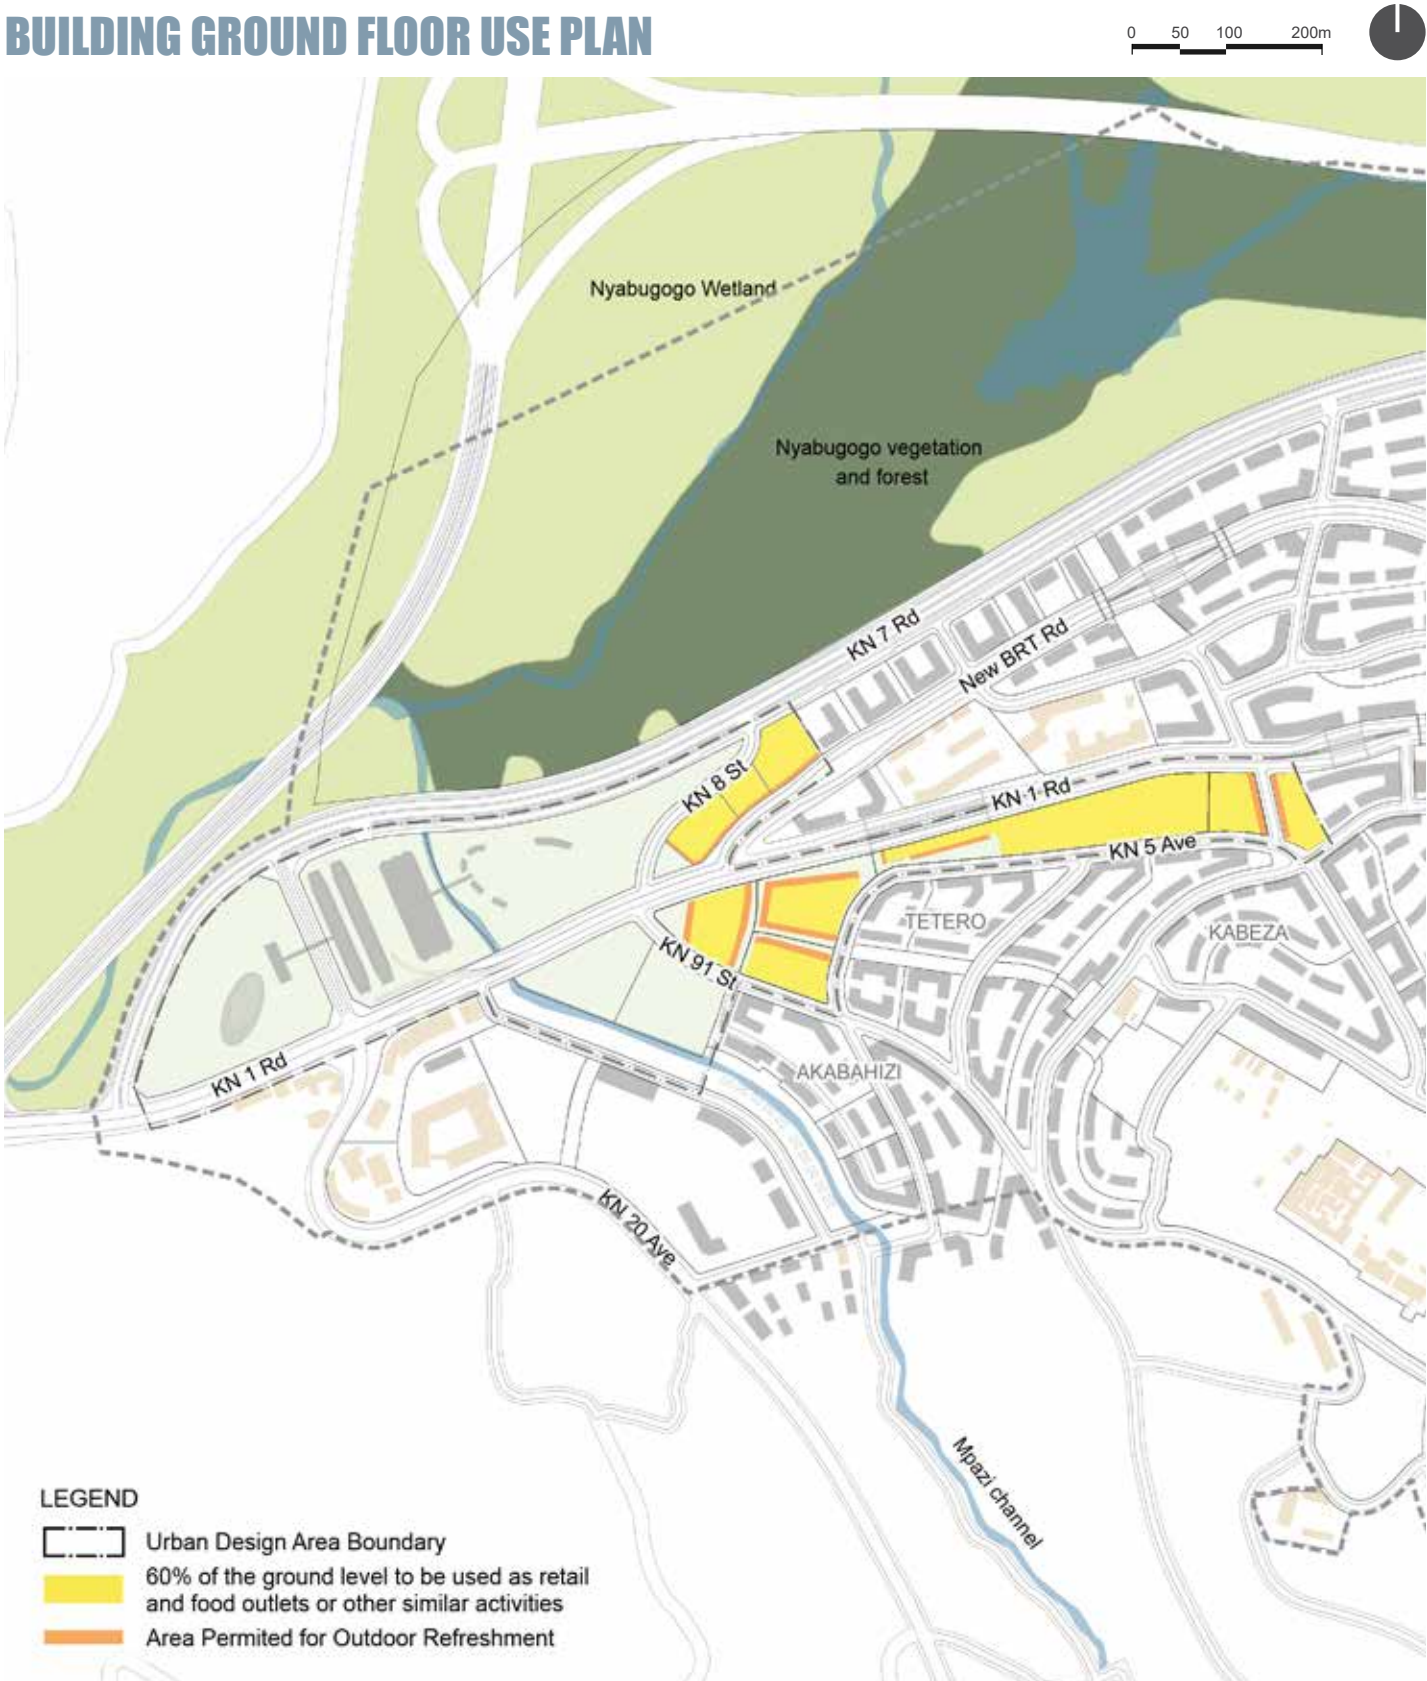 BUILDING GROUND FLOOR USE PLAN
0 50 100 200m
Nyabugogo Wetland
Nyabugogo vegetation
and forest
KN 7 Rd
New BRT Rd
KN 8 St
KN 1 Rd
KN 5 Ave
TETERO
KABEZA
KN 91 St
KN 1 Rd
AKABAHIZI
KN 20 Ave
Mpazi channel
LEGEND
Urban Design Area Boundary
60% of the ground level to be used as retail
and food outlets or other similar activities
Area Permited for Outdoor Refreshment